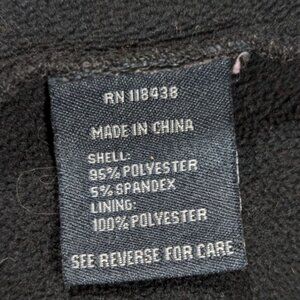 RN 118438
MADE IN CHINA
SHELL:
95% POLYESTER
5% SPANDEX
LINING:
100% POLYESTER
SEE REVERSE FOR CARE